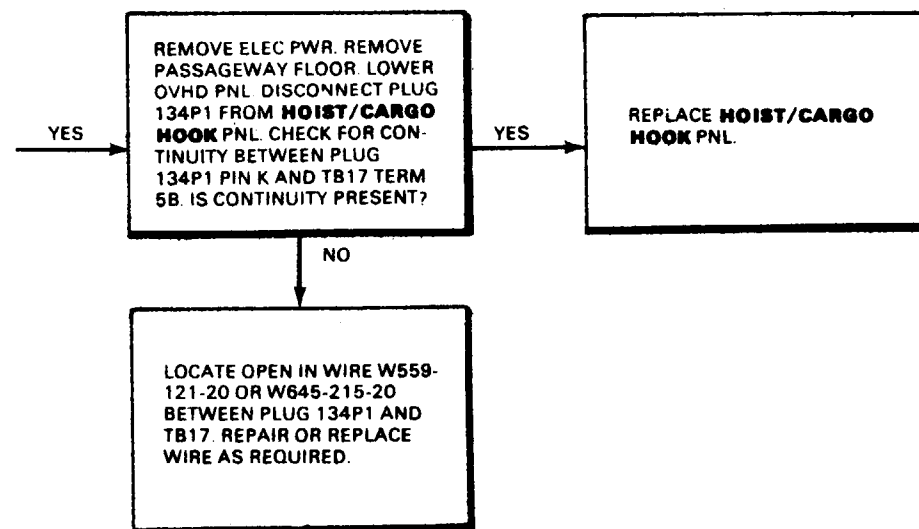 YES
REMOVE ELEC PWR. REMOVE
PASSAGEWAY FLOOR. LOWER
OVHD PNL. DISCONNECT PLUG
134P1 FROM HOIST/CARGO
HOOK PNL. CHECK FOR CON-
TINUITY BETWEEN PLUG
134P1 PIN K AND TB17 TERM
5B. IS CONTINUITY PRESENT?
YES
REPLACE HOIST/CARGO
HOOK PNL.
NO
LOCATE OPEN IN WIRE W559-
121-20 OR W645-215-20
BETWEEN PLUG 134P1 AND
TB17. REPAIR OR REPLACE
WIRE AS REQUIRED.